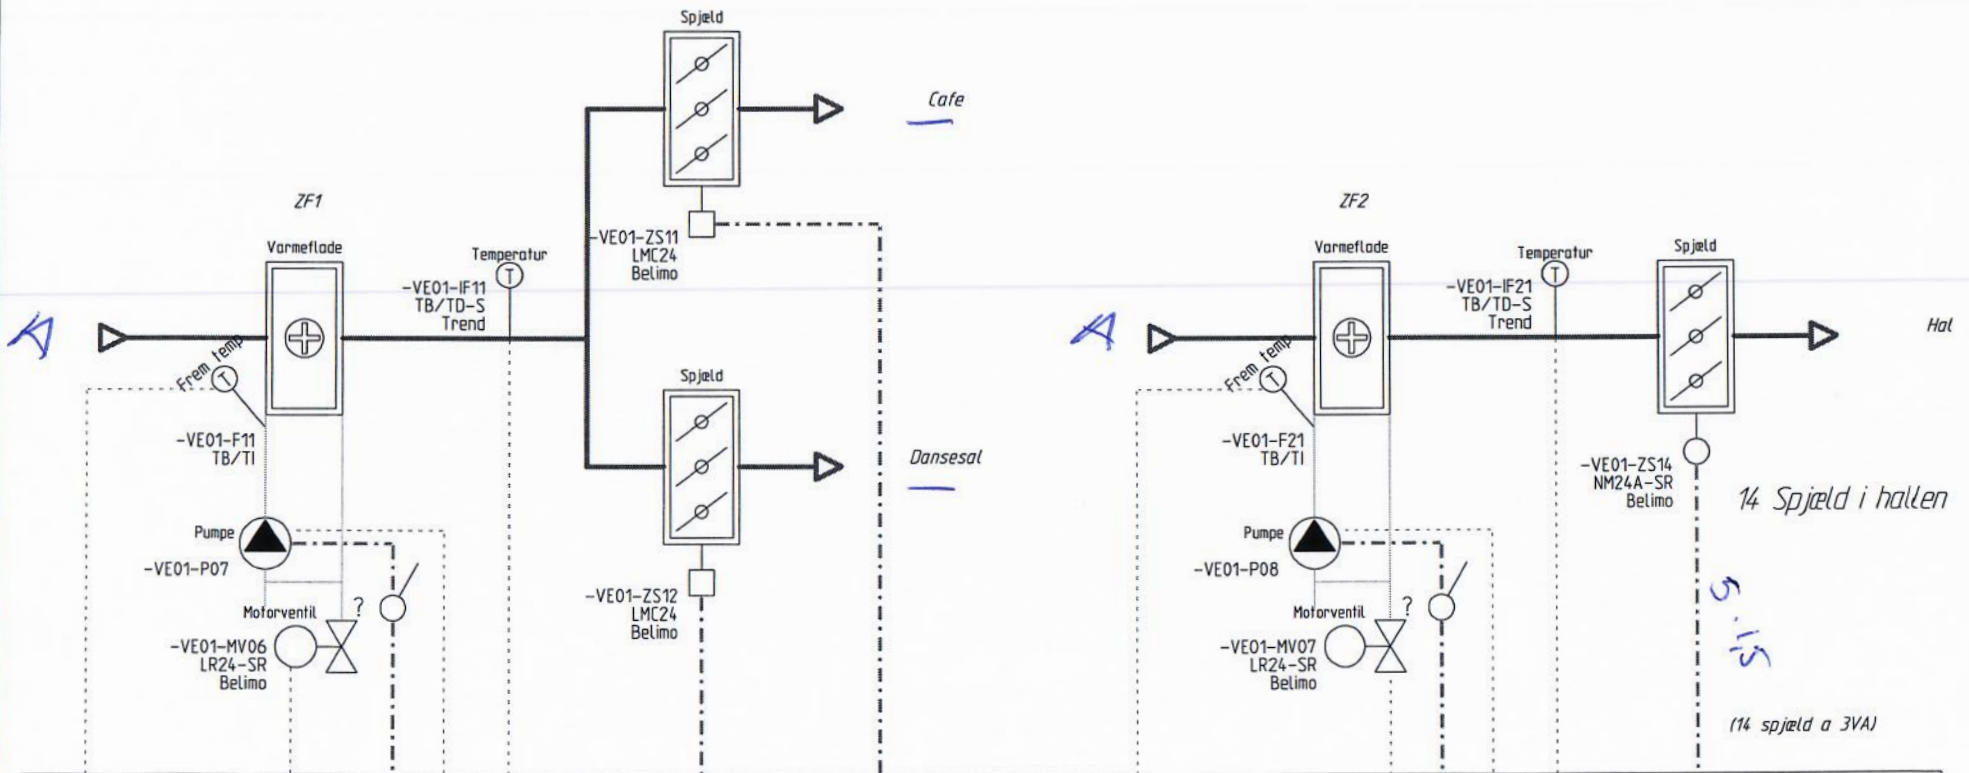 Spjæld
Cafe
ZF1
ZF2
Varmeflade
Temperatur
-VE01-IF11
TB/TD-S
Trend
T
-VE01-ZS11
LMC24
Belimo
Varmeflade
Temperatur
-VE01-IF21
TB/TD-S
Trend
T
Spjæld
A
Frem temp
T
A
Frem temp
T
Hal
Spjæld
-VE01-F11
TB/TI
Dansesal
-VE01-F21
TB/TI
-VE01-ZS14
NM24A-SR
Belimo
14 Spjæld i hallen
Pumpe
-VE01-P07
Pumpe
-VE01-P08
-VE01-ZS12
LMC24
Belimo
Motorventil
?
-VE01-MV06
LR24-SR
Belimo
Motorventil
?
-VE01-MV07
LR24-SR
Belimo
5.1,5
(14 spjæld a 3VA)